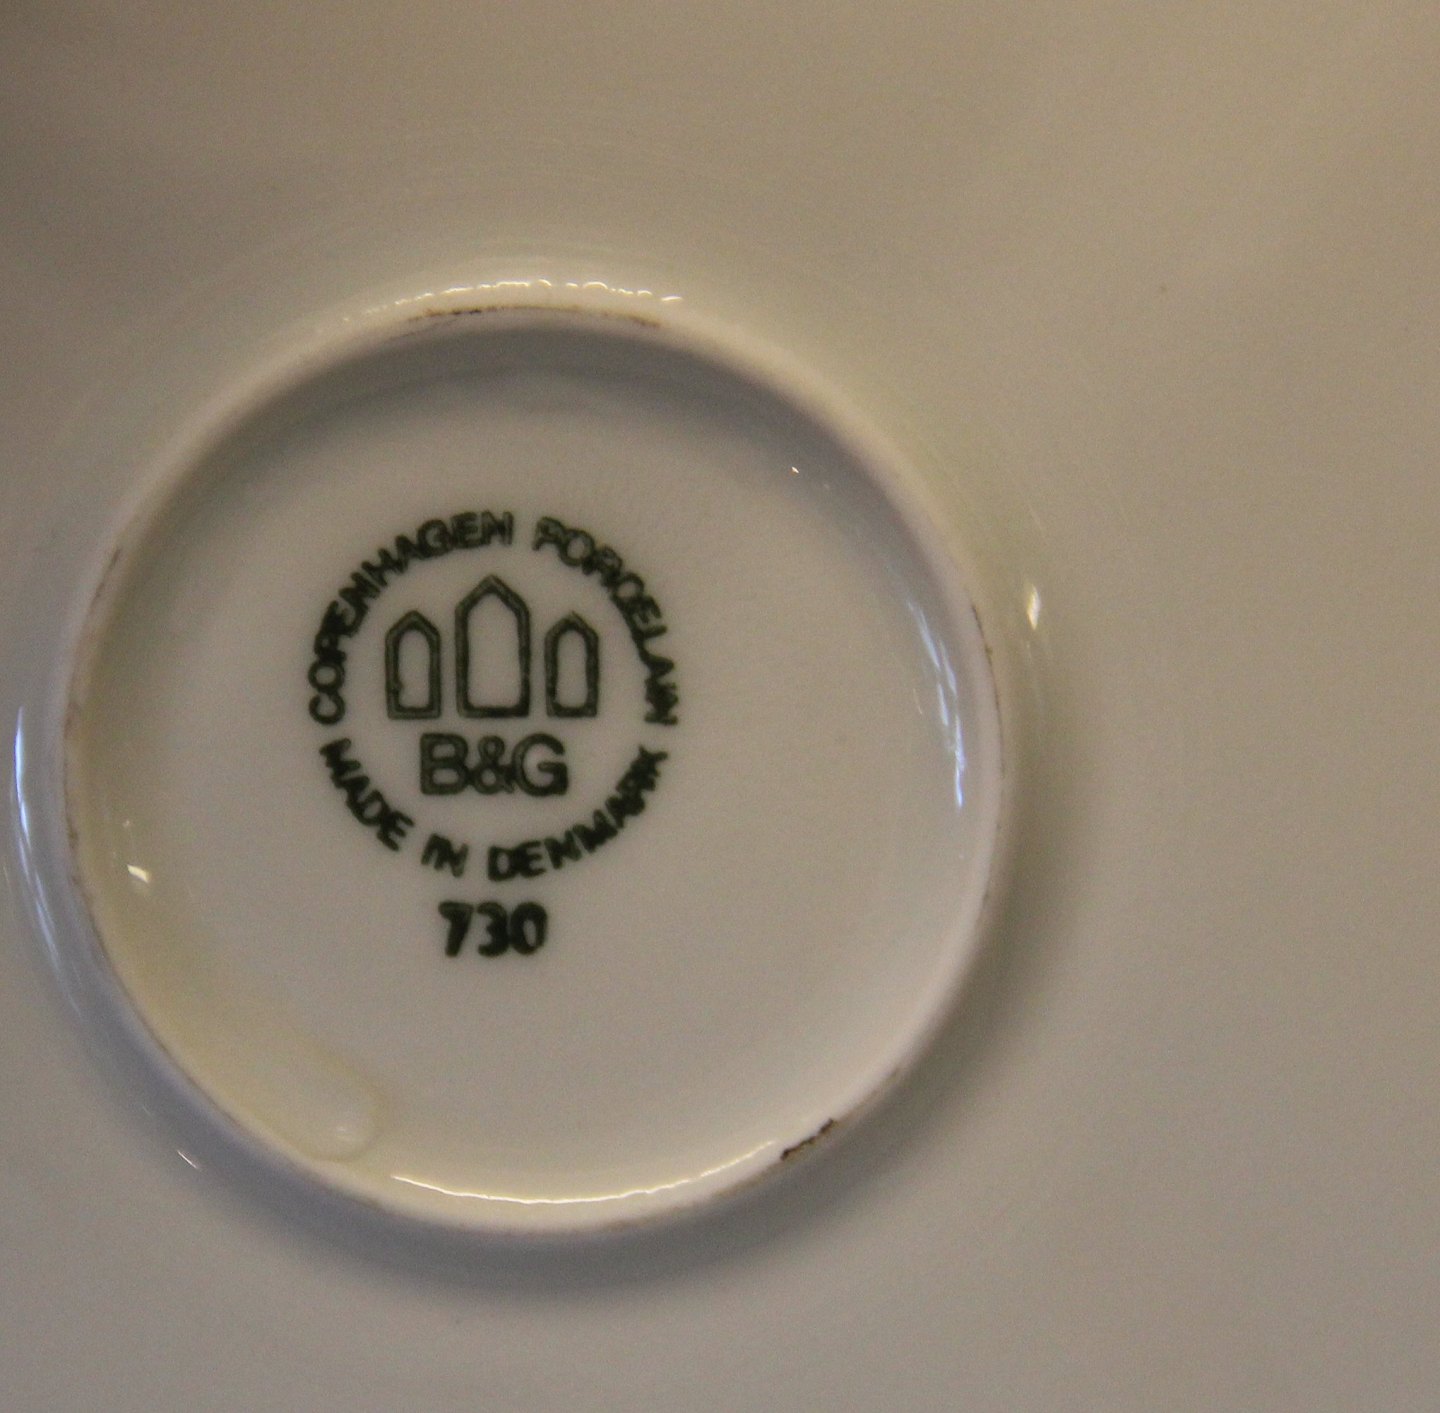 COPENHAGEN PORCELAIN
B&G
MADE IN DENMARK
730